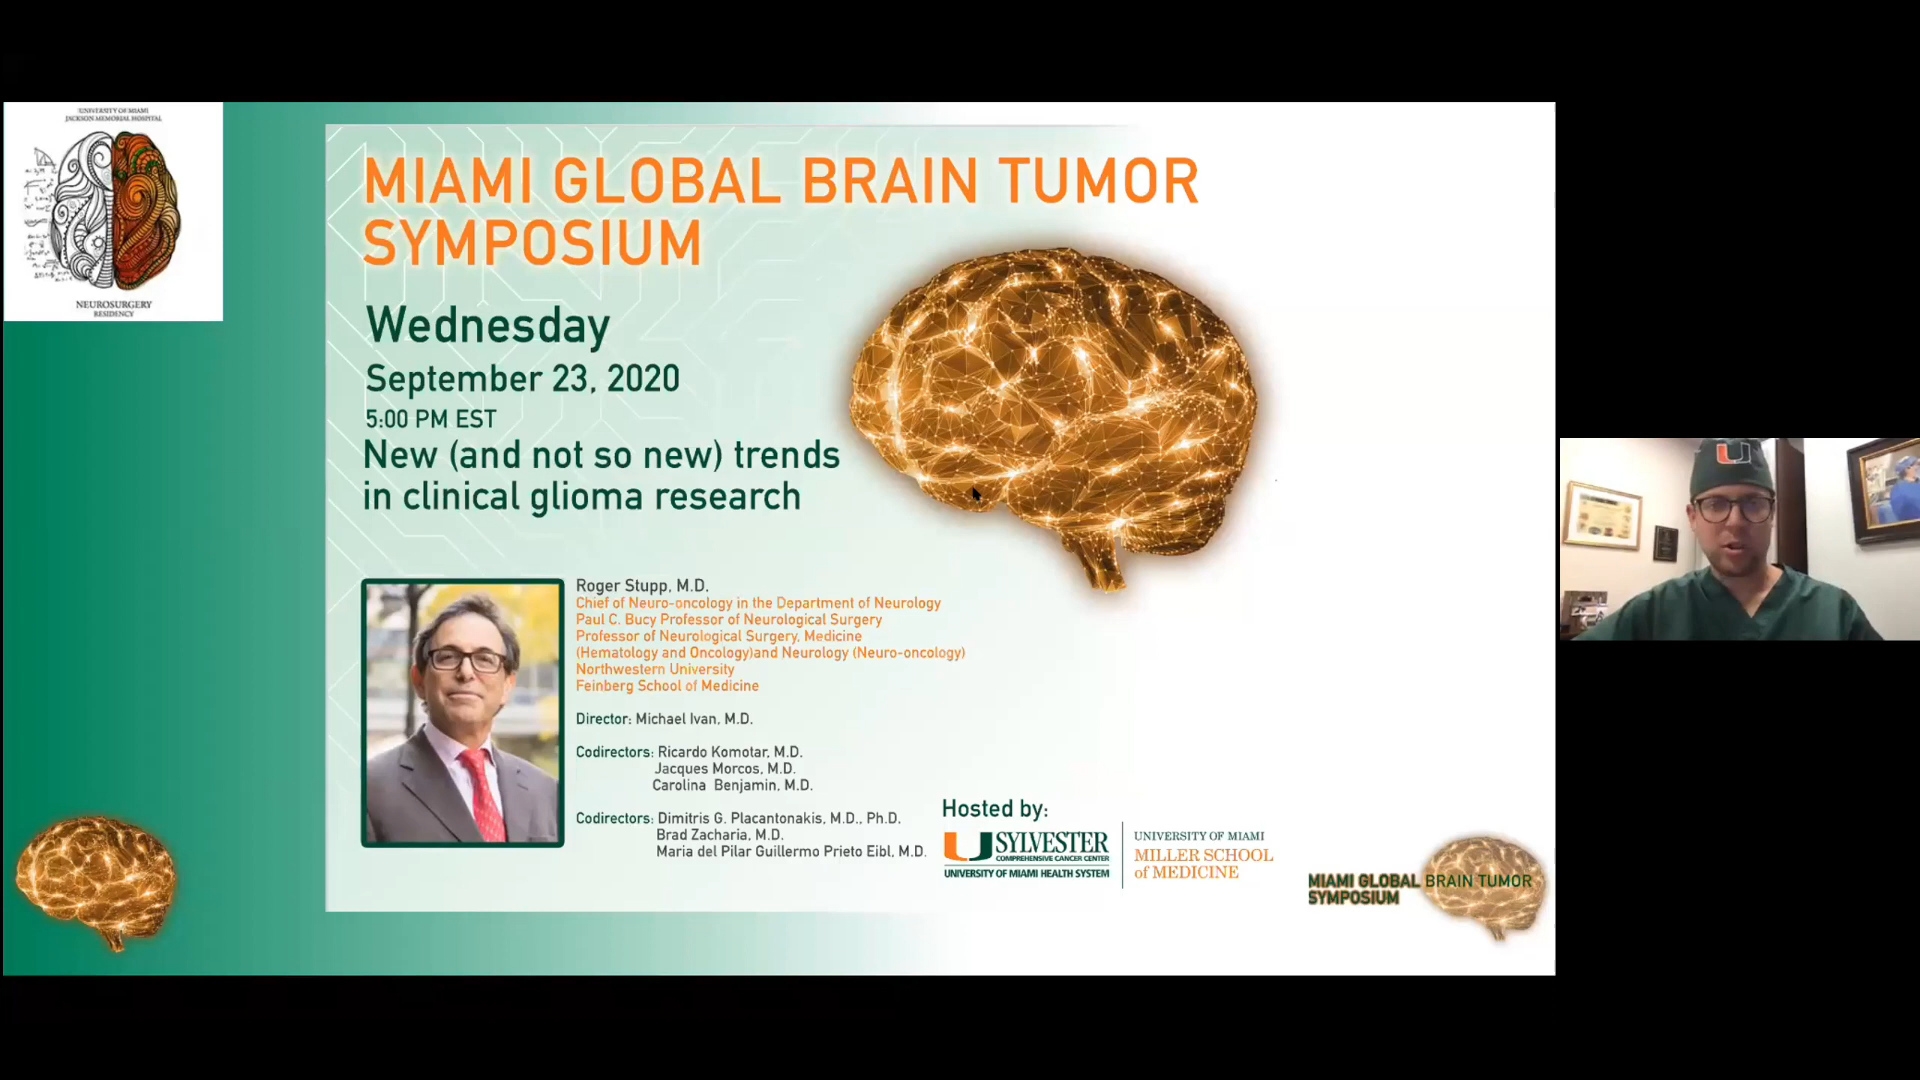 UNIVERSITY OF MIAMI
JACKSON MEMORIAL HOSPITAL
NEUROSURGERY
RESIDENCY
MIAMI GLOBAL BRAIN TUMOR
SYMPOSIUM
Wednesday
September 23, 2020
5:00 PM EST
New (and not so new) trends
in clinical glioma research
Roger Stupp, M.D.
Chief of Neuro-oncology in the Department of Neurology
Paul C. Bucy Professor of Neurological Surgery
Professor of Neurological Surgery, Medicine
(Hematology and Oncology)and Neurology (Neuro-oncology)
Northwestern University
Feinberg School of Medicine
Director: Michael Ivan, M.D.
Codirectors: Ricardo Komotar, M.D.
Jacques Morcos, M.D.
Carolina Benjamin, M.D.
Codirectors: Dimitris G. Placantonakis, M.D., Ph.D.
Brad Zacharia, M.D.
Maria del Pilar Guillermo Prieto Eibl, M.D.
Hosted by:
SYLVESTER
COMPREHENSIVE CANCER CENTER
UNIVERSITY OF MIAMI HEALTH SYSTEM
UNIVERSITY OF MIAMI
MILLER SCHOOL
of MEDICINE
MIAMI GLOBAL BRAIN TUMOR
SYMPOSIUM
U